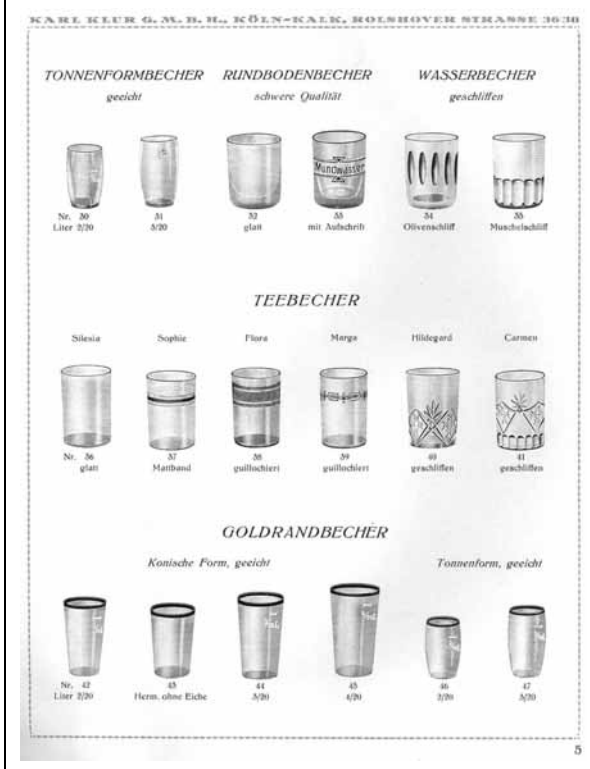 KARL KLUR G. M. B. H., KÖLN-KALK, ROLSHOVER STRASSE 36-38
TONNENFORMBECHER RUNDBODENBECHER WASSERBECHER
geeicht schwere Qualität geschliffen
Mundwasser
Nr. 30 31 32 33 34 35
Liter 2/20 3/20 glatt mit Aufschrift Olivenschliff Muschelschliff
TEEBECHER
Silesia Sophie Flora Marga Hildegard Carmen
Nr. 36 37 38 39 40 41
glatt Mattband guillochiert guillochiert geschliffen geschliffen
GOLDRANDBECHER
Konische Form, geeicht Tonnenform, geeicht
Nr. 42 43 44 45 46 47
Liter 2/20 Herm. ohne Eiche 3/20 4/20 2/20 3/20
5